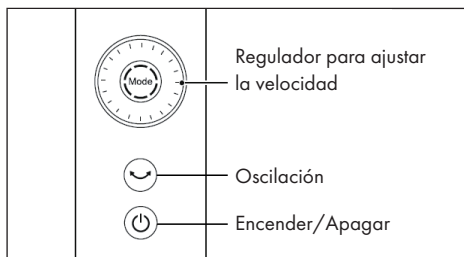 Regulador para ajustar
la velocidad
Mode
Oscilación
Encender/Apagar